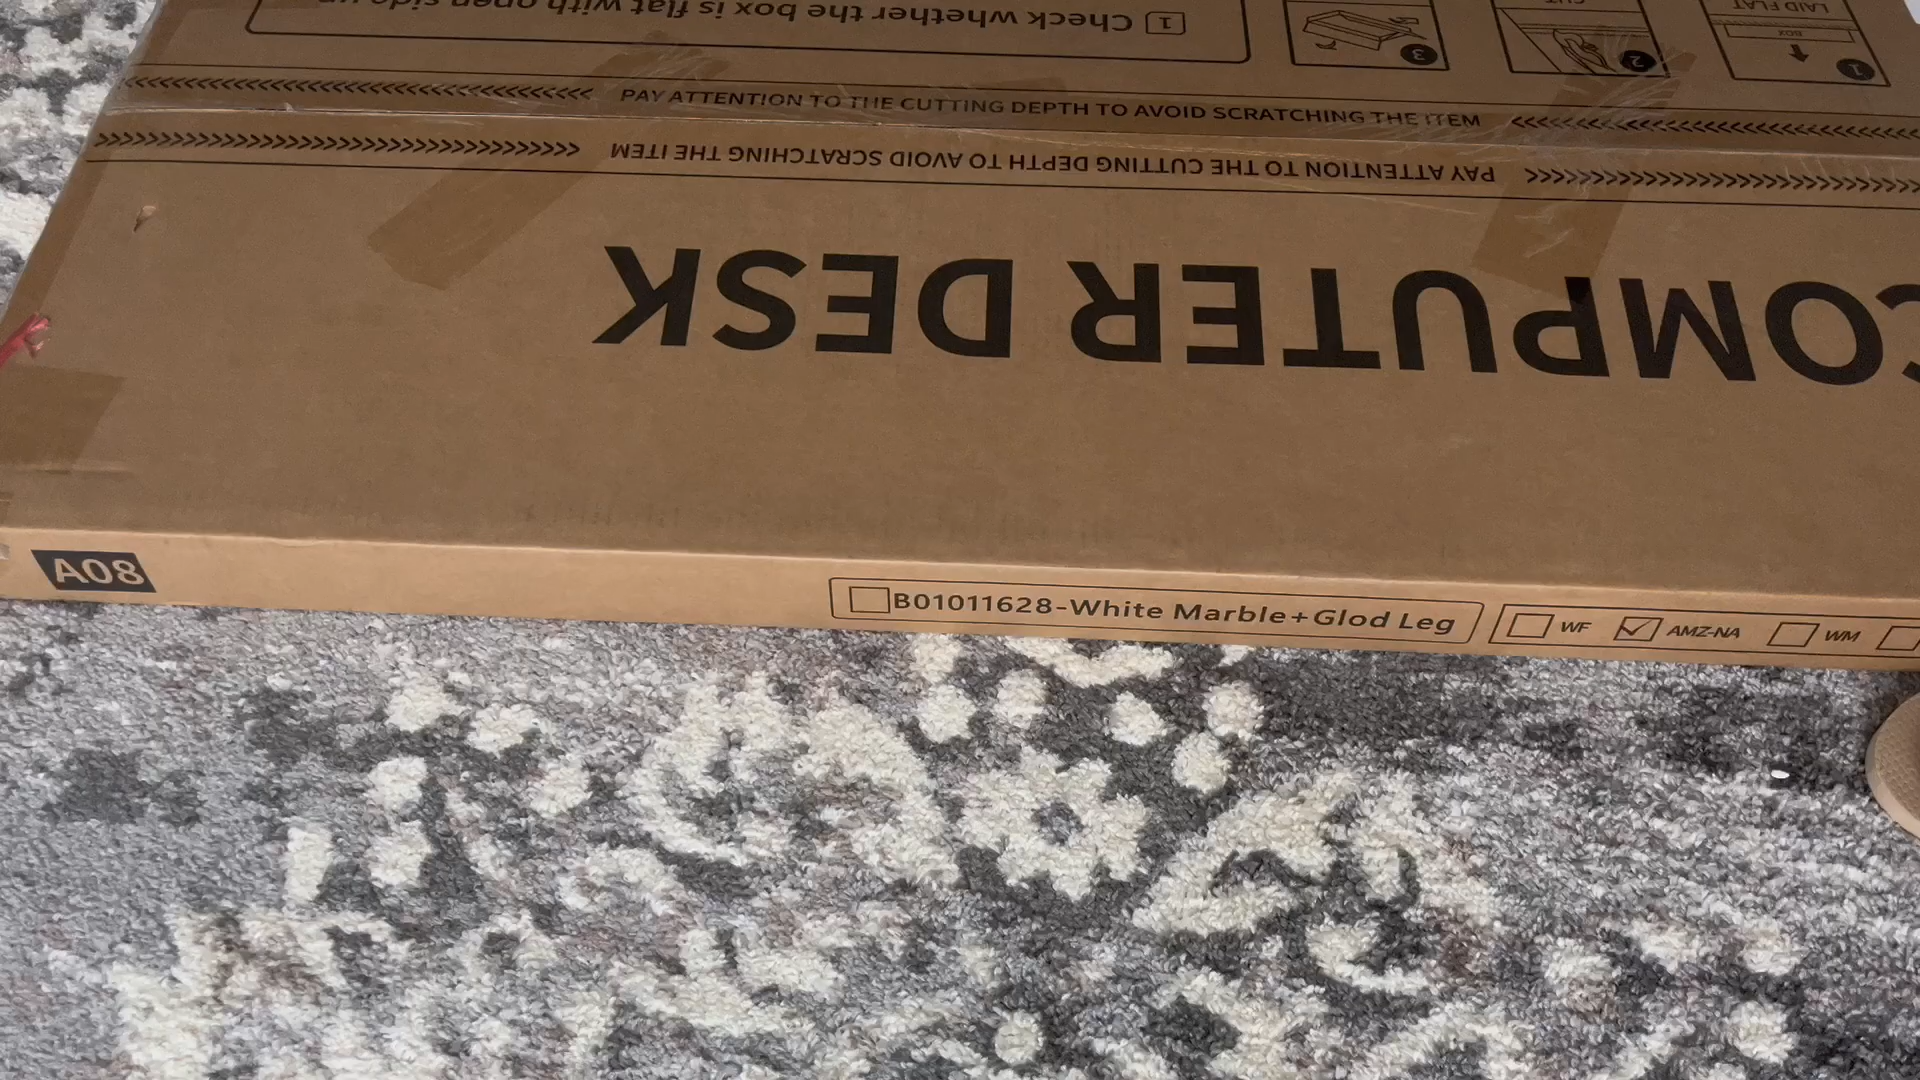 1 Check whether the box is flat with open side up
3
2
CUT
1
BOX
LAID FLAT
PAY ATTENTION TO THE CUTTING DEPTH TO AVOID SCRATCHING THE ITEM
PAY ATTENTION TO THE CUTTING DEPTH TO AVOID SCRATCHING THE ITEM
COMPUTER DESK
A08
B01011628-White Marble+Glod Leg
WF
AMZ-NA
WM